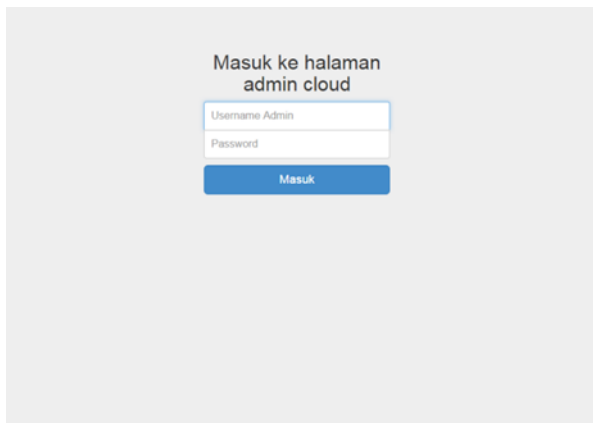 Masuk ke halaman
admin cloud
Username Admin
Password
Masuk